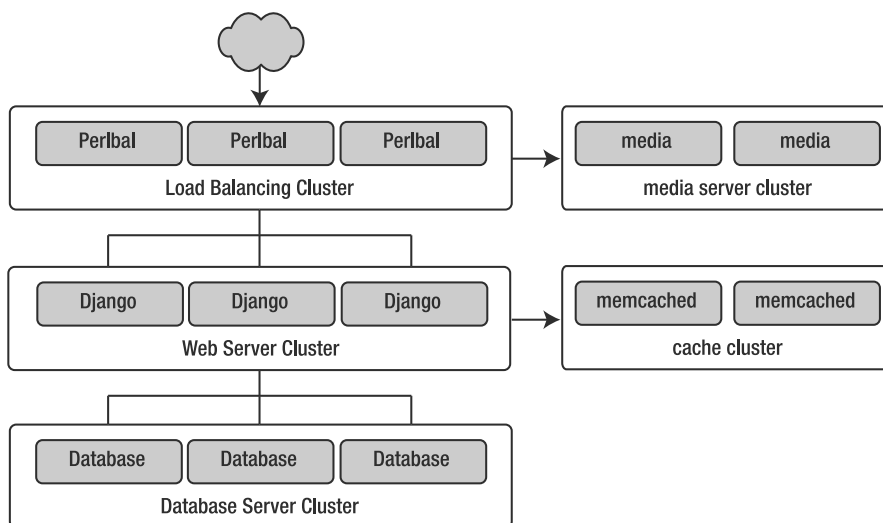 Perlbal Perlbal Perlbal
Load Balancing Cluster
media media
media server cluster
Django Django Django
Web Server Cluster
memcached memcached
cache cluster
Database Database Database
Database Server Cluster